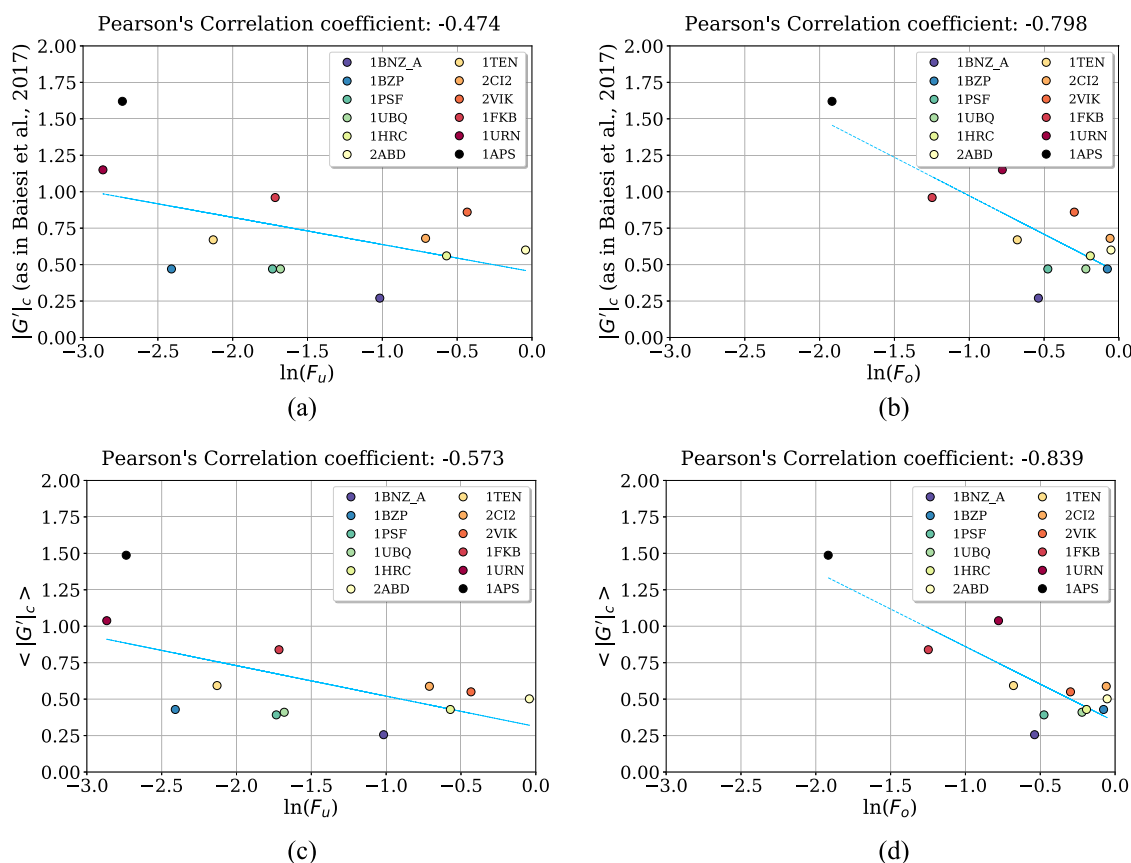 Pearson's Correlation coefficient: -0.474
|G′|c (as in Baiesi et al., 2017)
2.00
1.75
1.50
1.25
1.00
0.75
0.50
0.25
0.00
1BNZ_A
1BZP
1PSF
1UBQ
1HRC
2ABD
1TEN
2CI2
2VIK
1FKB
1URN
1APS
−3.0 −2.5 −2.0 −1.5 −1.0 −0.5 0.0
ln(Fu)
(a)
Pearson's Correlation coefficient: -0.798
|G′|c (as in Baiesi et al., 2017)
2.00
1.75
1.50
1.25
1.00
0.75
0.50
0.25
0.00
1BNZ_A
1BZP
1PSF
1UBQ
1HRC
2ABD
1TEN
2CI2
2VIK
1FKB
1URN
1APS
−3.0 −2.5 −2.0 −1.5 −1.0 −0.5 0.0
ln(Fo)
(b)
Pearson's Correlation coefficient: -0.573
< |G′|c >
2.00
1.75
1.50
1.25
1.00
0.75
0.50
0.25
0.00
1BNZ_A
1BZP
1PSF
1UBQ
1HRC
2ABD
1TEN
2CI2
2VIK
1FKB
1URN
1APS
−3.0 −2.5 −2.0 −1.5 −1.0 −0.5 0.0
ln(Fu)
(c)
Pearson's Correlation coefficient: -0.839
< |G′|c >
2.00
1.75
1.50
1.25
1.00
0.75
0.50
0.25
0.00
1BNZ_A
1BZP
1PSF
1UBQ
1HRC
2ABD
1TEN
2CI2
2VIK
1FKB
1URN
1APS
−3.0 −2.5 −2.0 −1.5 −1.0 −0.5 0.0
ln(Fo)
(d)